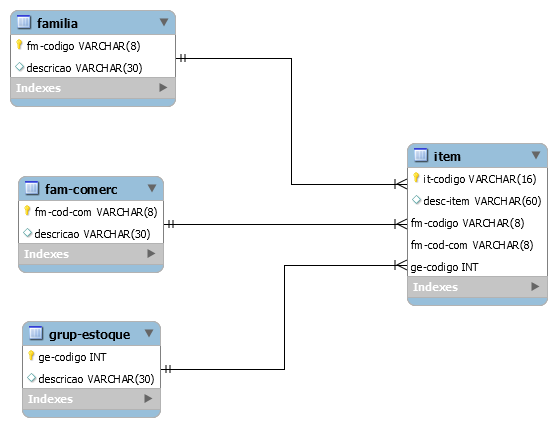 familia
fm-codigo VARCHAR(8)
descricao VARCHAR(30)
Indexes
fam-comerc
fm-cod-com VARCHAR(8)
descricao VARCHAR(30)
Indexes
grup-estoque
ge-codigo INT
descricao VARCHAR(30)
Indexes
item
it-codigo VARCHAR(16)
desc-item VARCHAR(60)
fm-codigo VARCHAR(8)
fm-cod-com VARCHAR(8)
ge-codigo INT
Indexes